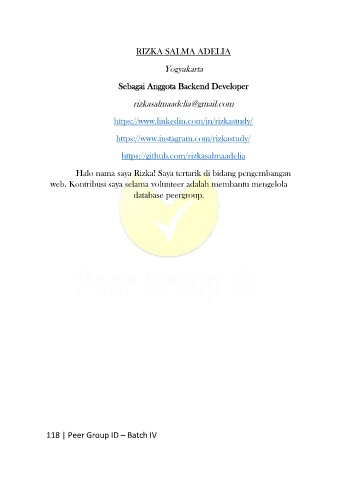 RIZKA SALMA ADELIA
Yogyakarta
Sebagai Anggota Backend Developer
rizkasalmaadelia@gmail.com
https://www.linkedin.com/in/rizkastudy/
https://www.instagram.com/rizkastudy/
https://github.com/rizkasalmaadelia
Halo nama saya Rizka! Saya tertarik di bidang pengembangan
web. Kontribusi saya selama volunteer adalah membantu mengelola
database peergroup.
Peer Group ID
118 | Peer Group ID – Batch IV